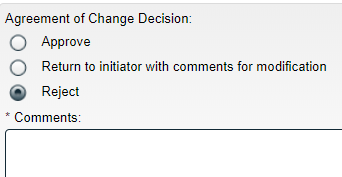 Agreement of Change Decision:
Approve
Return to initiator with comments for modification
Reject
* Comments: